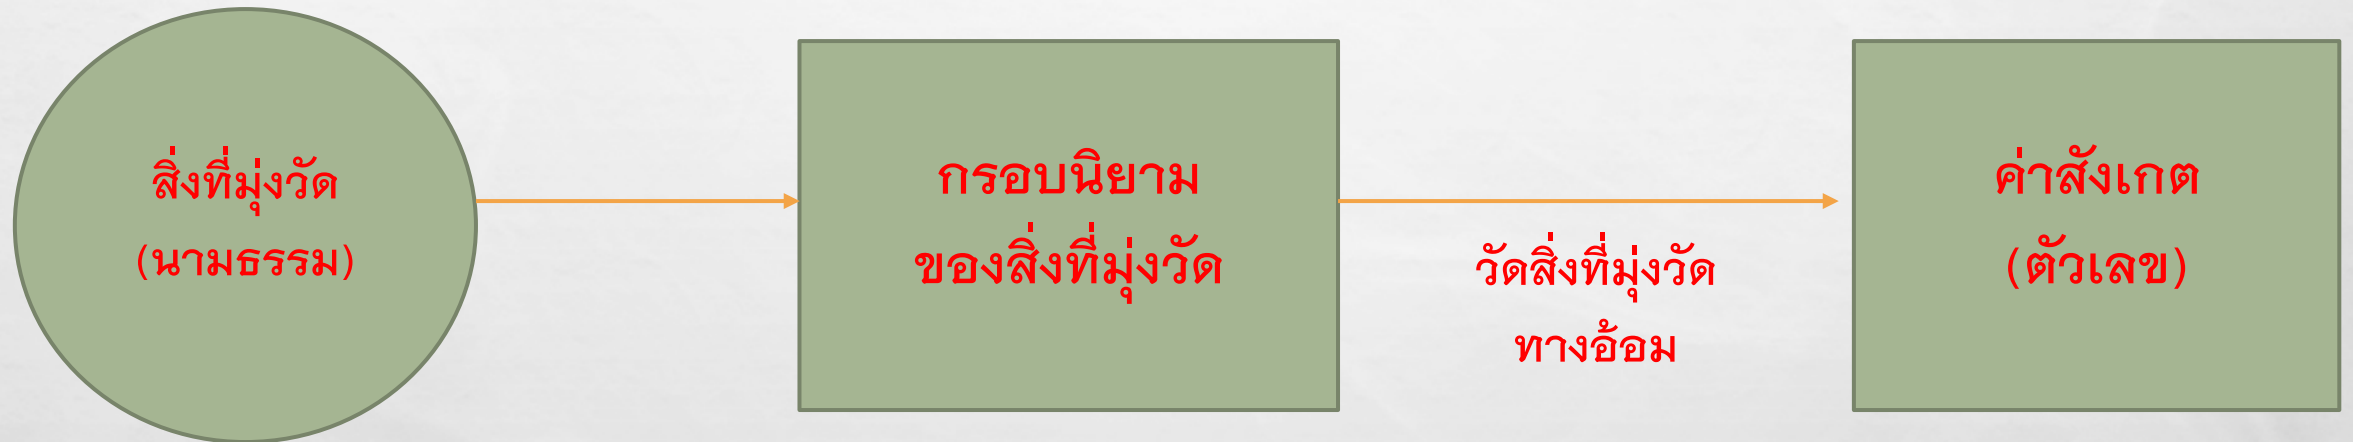 สิ่งที่มุ่งวัด
(นามธรรม)
กรอบนิยาม
ของสิ่งที่มุ่งวัด
วัดสิ่งที่มุ่งวัด
ทางอ้อม
ค่าสังเกต
(ตัวเลข)